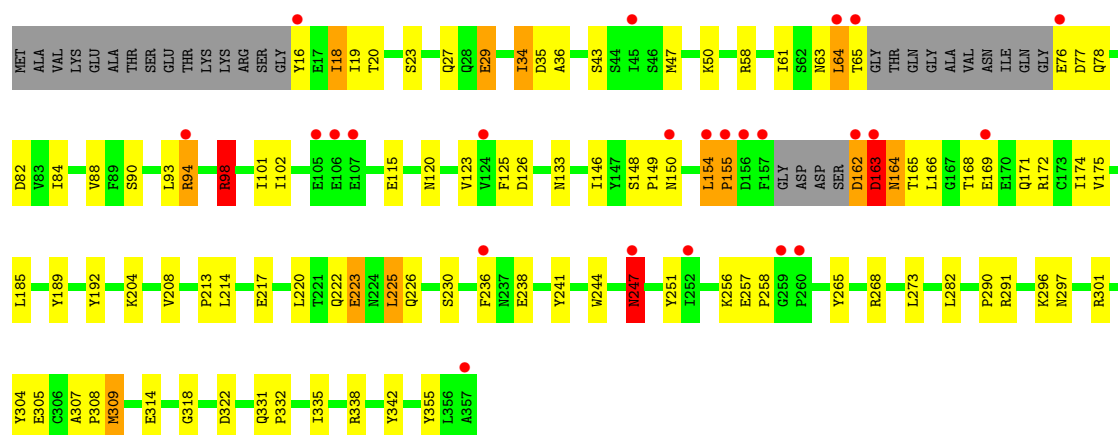 MET ALA VAL LYS GLU ALA THR SER GLU THR LYS LYS ARG SER GLY Y16 E17 I18 I19 T20 S23 Q27 Q28 E29 I34 D35 A36 S43 S44 I45 S46 M47 K50 R58 I61 S62 N63 L64 T65 GLY THR GLN GLY ALA VAL ASN ILE GLN GLY E76 D77 Q78
D82 V83 I84 V88 F89 S90 L93 R94 R98 I101 I102 E105 E106 E107 E115 N120 V123 V124 F125 D126 N133 I146 Y147 S148 P149 N150 L154 P155 D156 F157 GLY ASP ASP SER D162 D163 N164 T165 L166 G167 T168 E169 E170 Q171 R172 C173 I174 V175
L185 Y189 Y192 K204 V208 P213 L214 E217 L220 T221 Q222 E223 N224 L225 Q226 S230 F236 N237 E238 Y241 W244 N247 Y251 I252 K256 E257 P258 G259 P260 Y265 R268 L273 L282 P290 R291 K296 N297 R301
Y304 E305 C306 A307 P308 M309 E314 G318 D322 Q331 P332 I335 R338 Y342 Y355 L356 A357